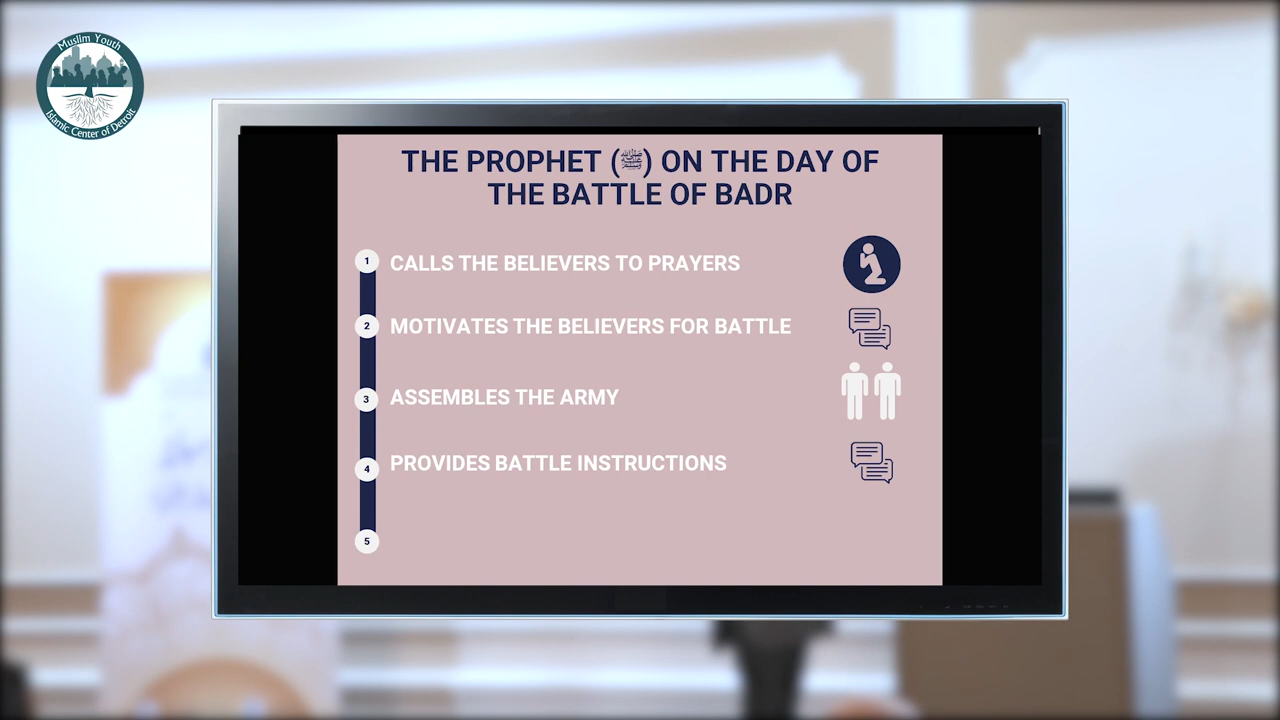 Muslim Youth
Islamic Center of Detroit
THE PROPHET (ﷺ) ON THE DAY OF
THE BATTLE OF BADR
1 CALLS THE BELIEVERS TO PRAYERS
2 MOTIVATES THE BELIEVERS FOR BATTLE
3 ASSEMBLES THE ARMY
4 PROVIDES BATTLE INSTRUCTIONS
5